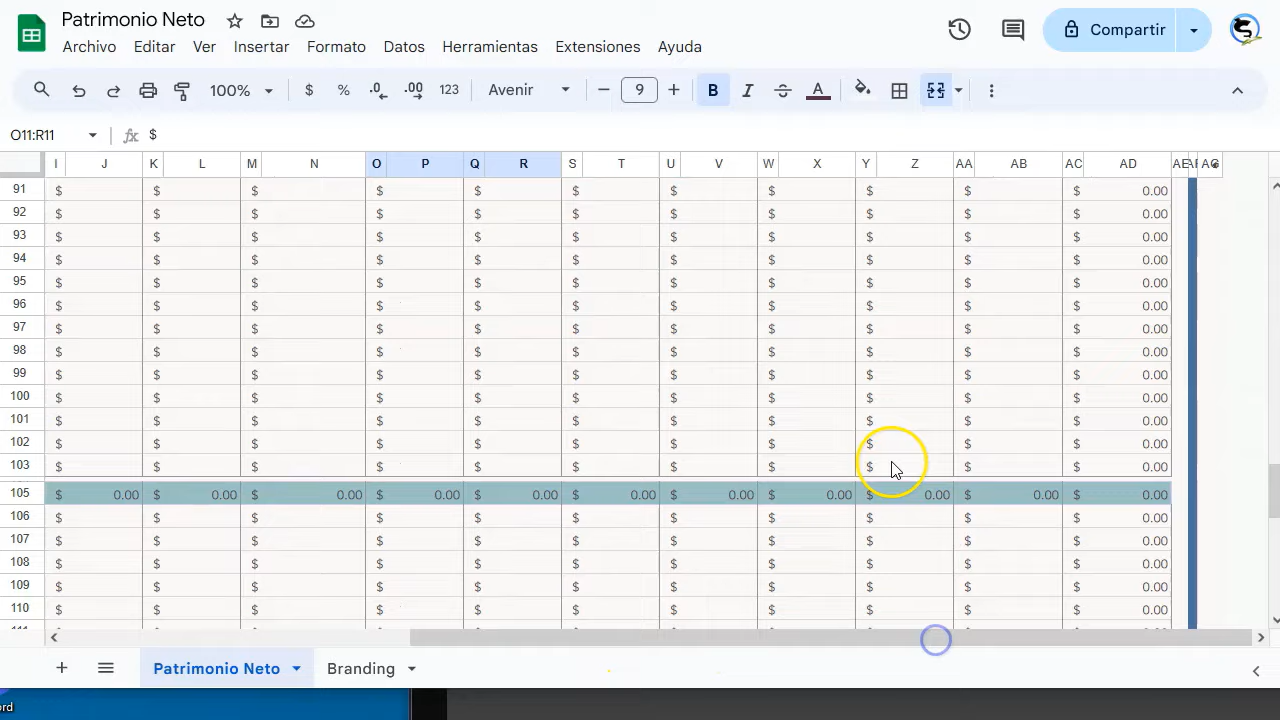 Patrimonio Neto
Archivo Editar Ver Insertar Formato Datos Herramientas Extensiones Ayuda
Compartir
100% $ % .0 .00 123 Avenir 9 B I A
O11:R11 fx $
I J K L M N O P Q R S T U V W X Y Z AA AB AC AD AE
91 $ $ $ $ $ $ $ $ $ $ $ 0.00
92 $ $ $ $ $ $ $ $ $ $ $ 0.00
93 $ $ $ $ $ $ $ $ $ $ $ 0.00
94 $ $ $ $ $ $ $ $ $ $ $ 0.00
95 $ $ $ $ $ $ $ $ $ $ $ 0.00
96 $ $ $ $ $ $ $ $ $ $ $ 0.00
97 $ $ $ $ $ $ $ $ $ $ $ 0.00
98 $ $ $ $ $ $ $ $ $ $ $ 0.00
99 $ $ $ $ $ $ $ $ $ $ $ 0.00
100 $ $ $ $ $ $ $ $ $ $ $ 0.00
101 $ $ $ $ $ $ $ $ $ $ $ 0.00
102 $ $ $ $ $ $ $ $ $ $ $ 0.00
103 $ $ $ $ $ $ $ $ $ $ $ 0.00
105 $ 0.00 $ 0.00 $ 0.00 $ 0.00 $ 0.00 $ 0.00 $ 0.00 $ 0.00 $ 0.00 $ 0.00 $ 0.00
106 $ $ $ $ $ $ $ $ $ $ $ 0.00
107 $ $ $ $ $ $ $ $ $ $ $ 0.00
108 $ $ $ $ $ $ $ $ $ $ $ 0.00
109 $ $ $ $ $ $ $ $ $ $ $ 0.00
110 $ $ $ $ $ $ $ $ $ $ $ 0.00
Patrimonio Neto Branding